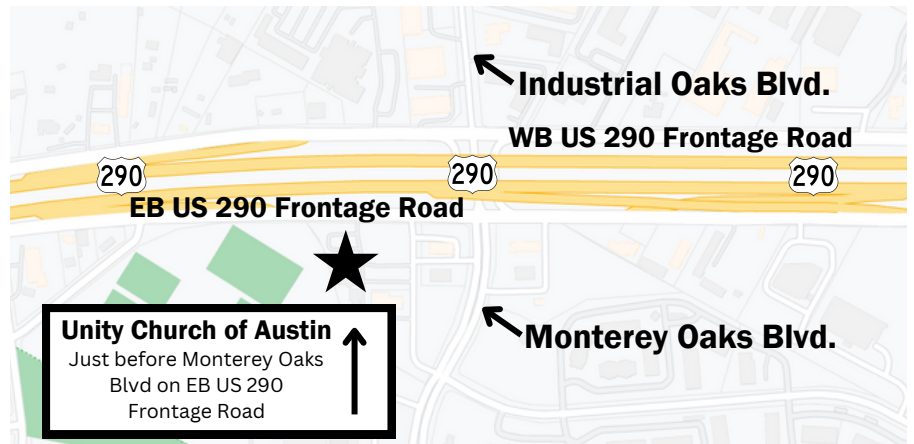 Industrial Oaks Blvd.
WB US 290 Frontage Road
290
290
290
EB US 290 Frontage Road
Unity Church of Austin
Just before Monterey Oaks
Blvd on EB US 290
Frontage Road
Monterey Oaks Blvd.